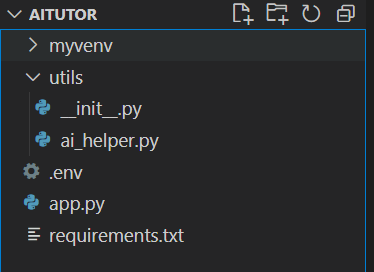 AITUTOR
myvenv
utils
__init__.py
ai_helper.py
.env
app.py
requirements.txt